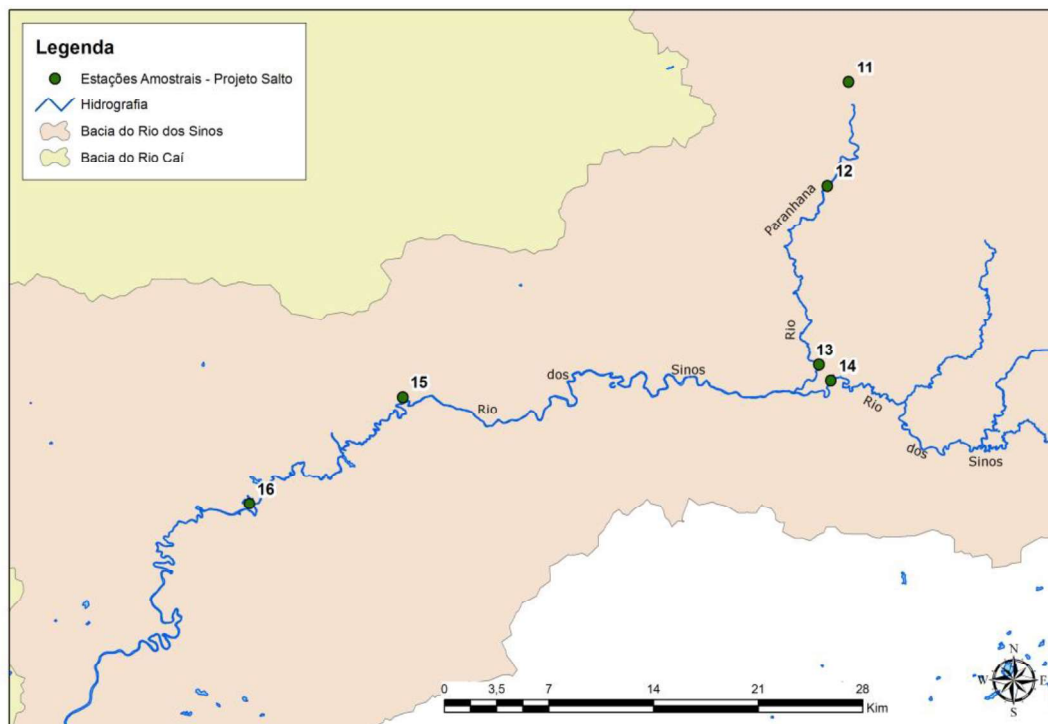 Legenda
Estações Amostrais - Projeto Salto
Hidrografia
Bacia do Rio dos Sinos
Bacia do Rio Caí
11
12
Paranhana
Rio
13
14
15
dos
Sinos
Rio
Rio
dos
Sinos
16
N
W E
S
0 3,5 7 14 21 28
Km